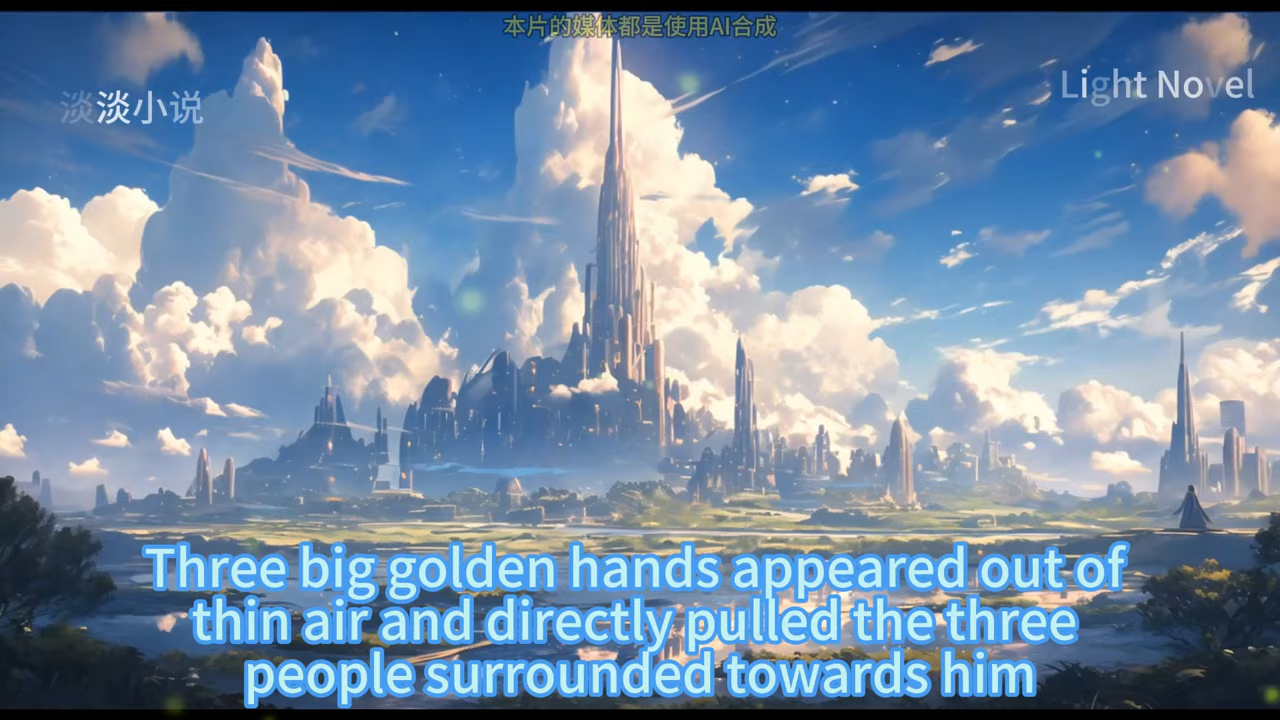 本片的媒体都是使用AI合成
淡淡小说
Light Novel
Three big golden hands appeared out of
thin air and directly pulled the three
people surrounded towards him